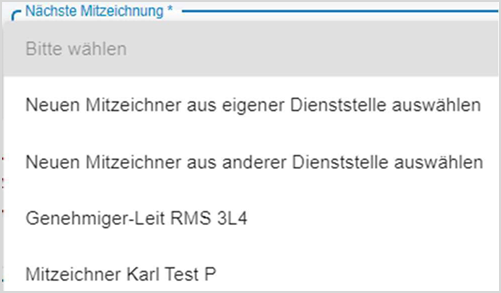 Nächste Mitzeichnung *
Bitte wählen
Neuen Mitzeichner aus eigener Dienststelle auswählen
Neuen Mitzeichner aus anderer Dienststelle auswählen
Genehmiger-Leit RMS 3L4
Mitzeichner Karl Test P